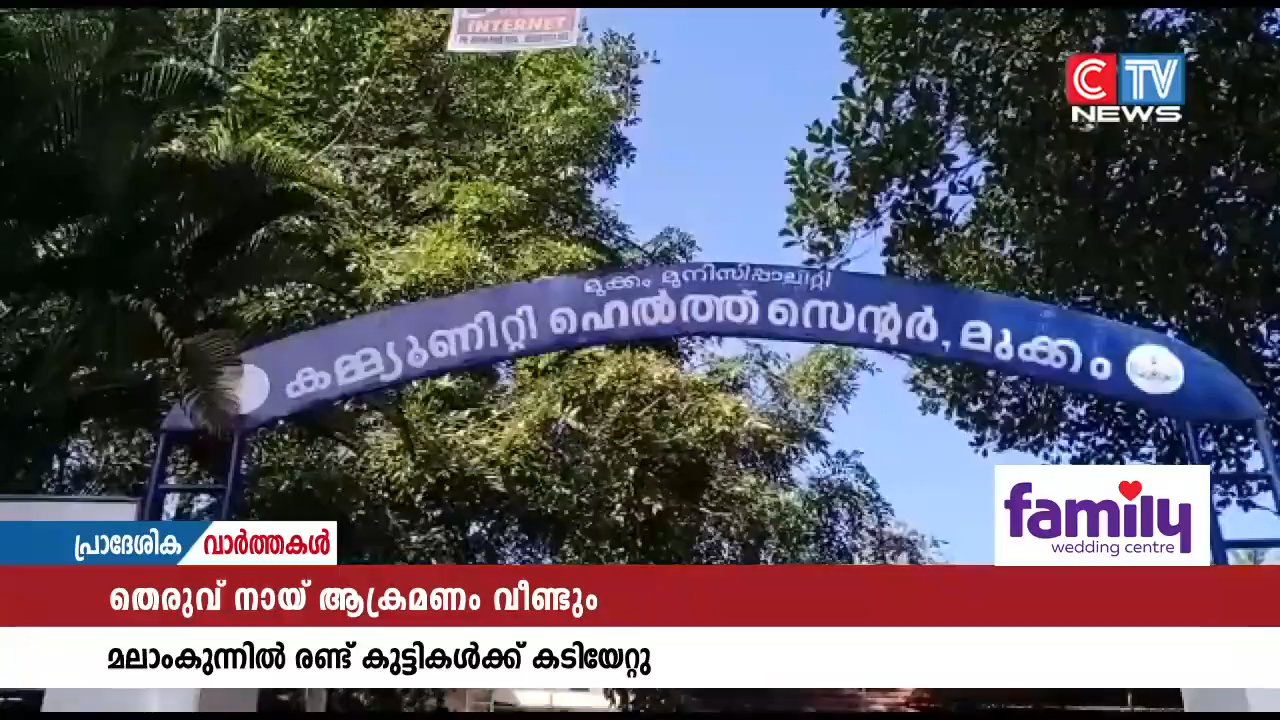 INTERNET
CTV
NEWS
മുക്കം മുനിസിപ്പാലിറ്റി
കമ്മ്യൂണിറ്റി ഹെൽത്ത് സെന്റർ, മുക്കം
family
wedding centre
പ്രാദേശിക വാർത്തകൾ
തെരുവ് നായ് ആക്രമണം വീണ്ടും
മലാംകുന്നിൽ രണ്ട് കുട്ടികൾക്ക് കടിയേറ്റു